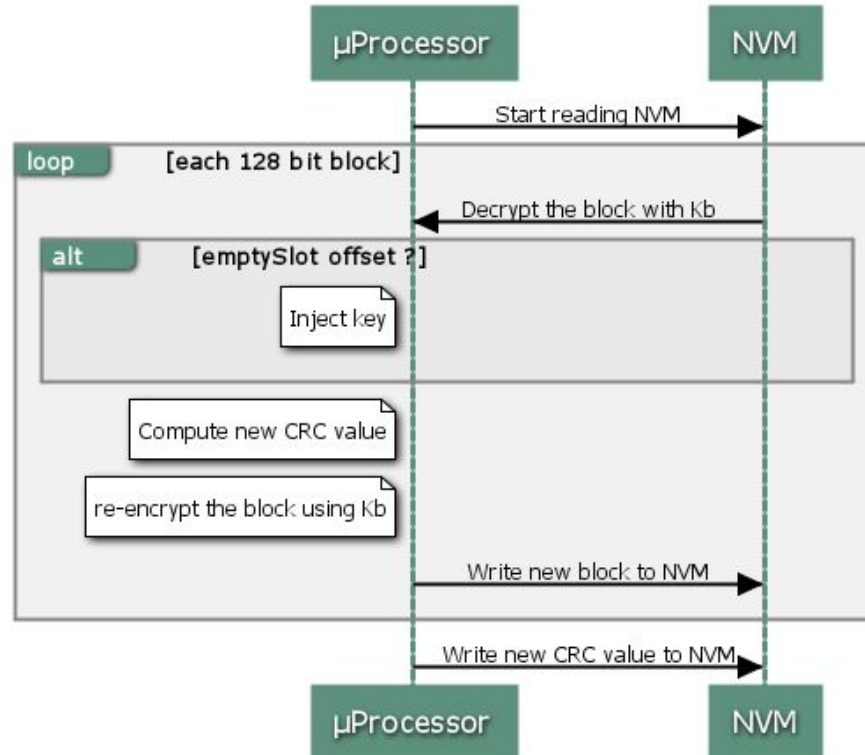 µProcessor
NVM
Start reading NVM
loop
[each 128 bit block]
Decrypt the block with Kb
alt
[emptySlot offset ?]
Inject key
Compute new CRC value
re-encrypt the block using Kb
Write new block to NVM
Write new CRC value to NVM
µProcessor
NVM